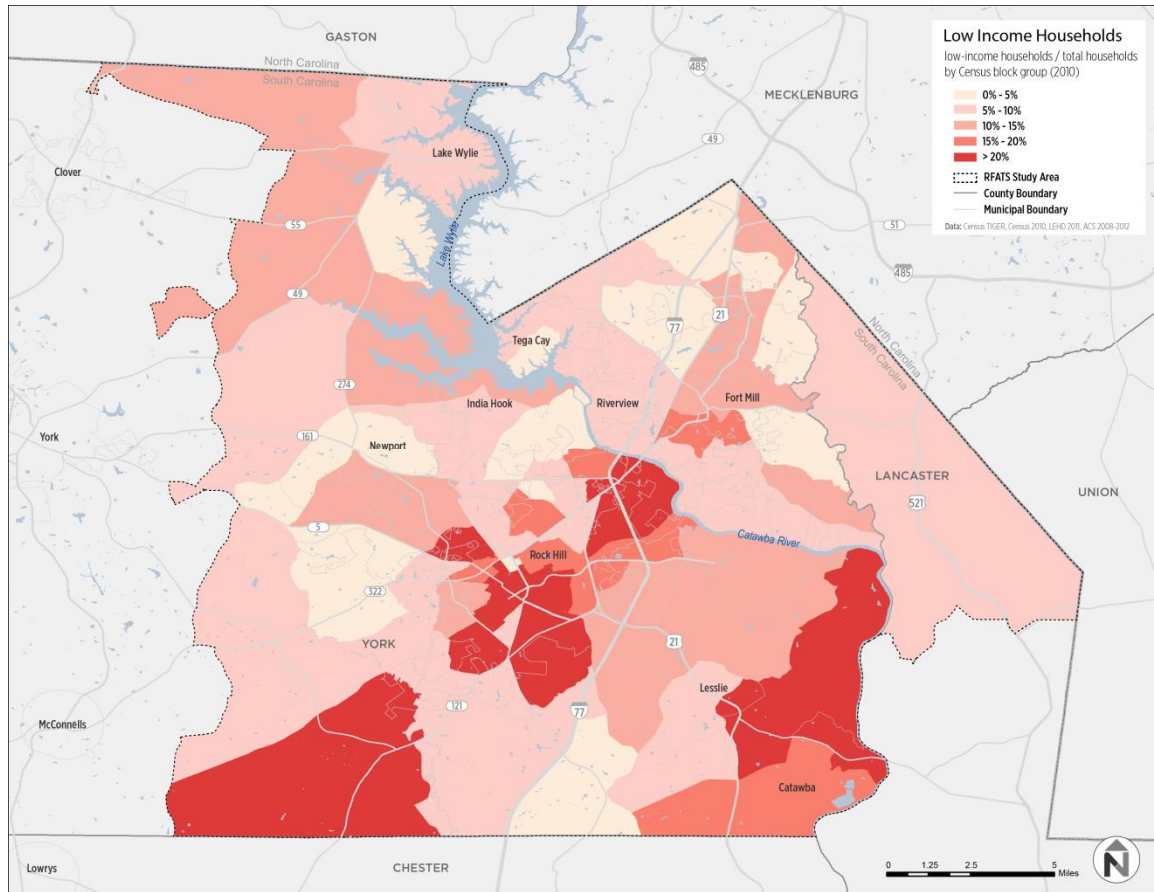 GASTON
North Carolina
South Carolina
485
MECKLENBURG
Low Income Households
low-income households / total households
by Census block group (2010)
0% - 5%
5% - 10%
10% - 15%
15% - 20%
> 20%
RFATS Study Area
County Boundary
Municipal Boundary
Data: Census TIGER, Census 2010, LEHD 2011, ACS 2008-2012
49
Lake Wylie
Clover
55
51
Lake Wylie
485
49
77
21
North Carolina
South Carolina
Tega Cay
274
India Hook
Riverview
Fort Mill
York
161
Newport
LANCASTER
521
UNION
5
Catawba River
Rock Hill
322
YORK
21
Lesslie
McConnells
121
77
Catawba
Lowrys
CHESTER
0 1.25 2.5 5
Miles
N